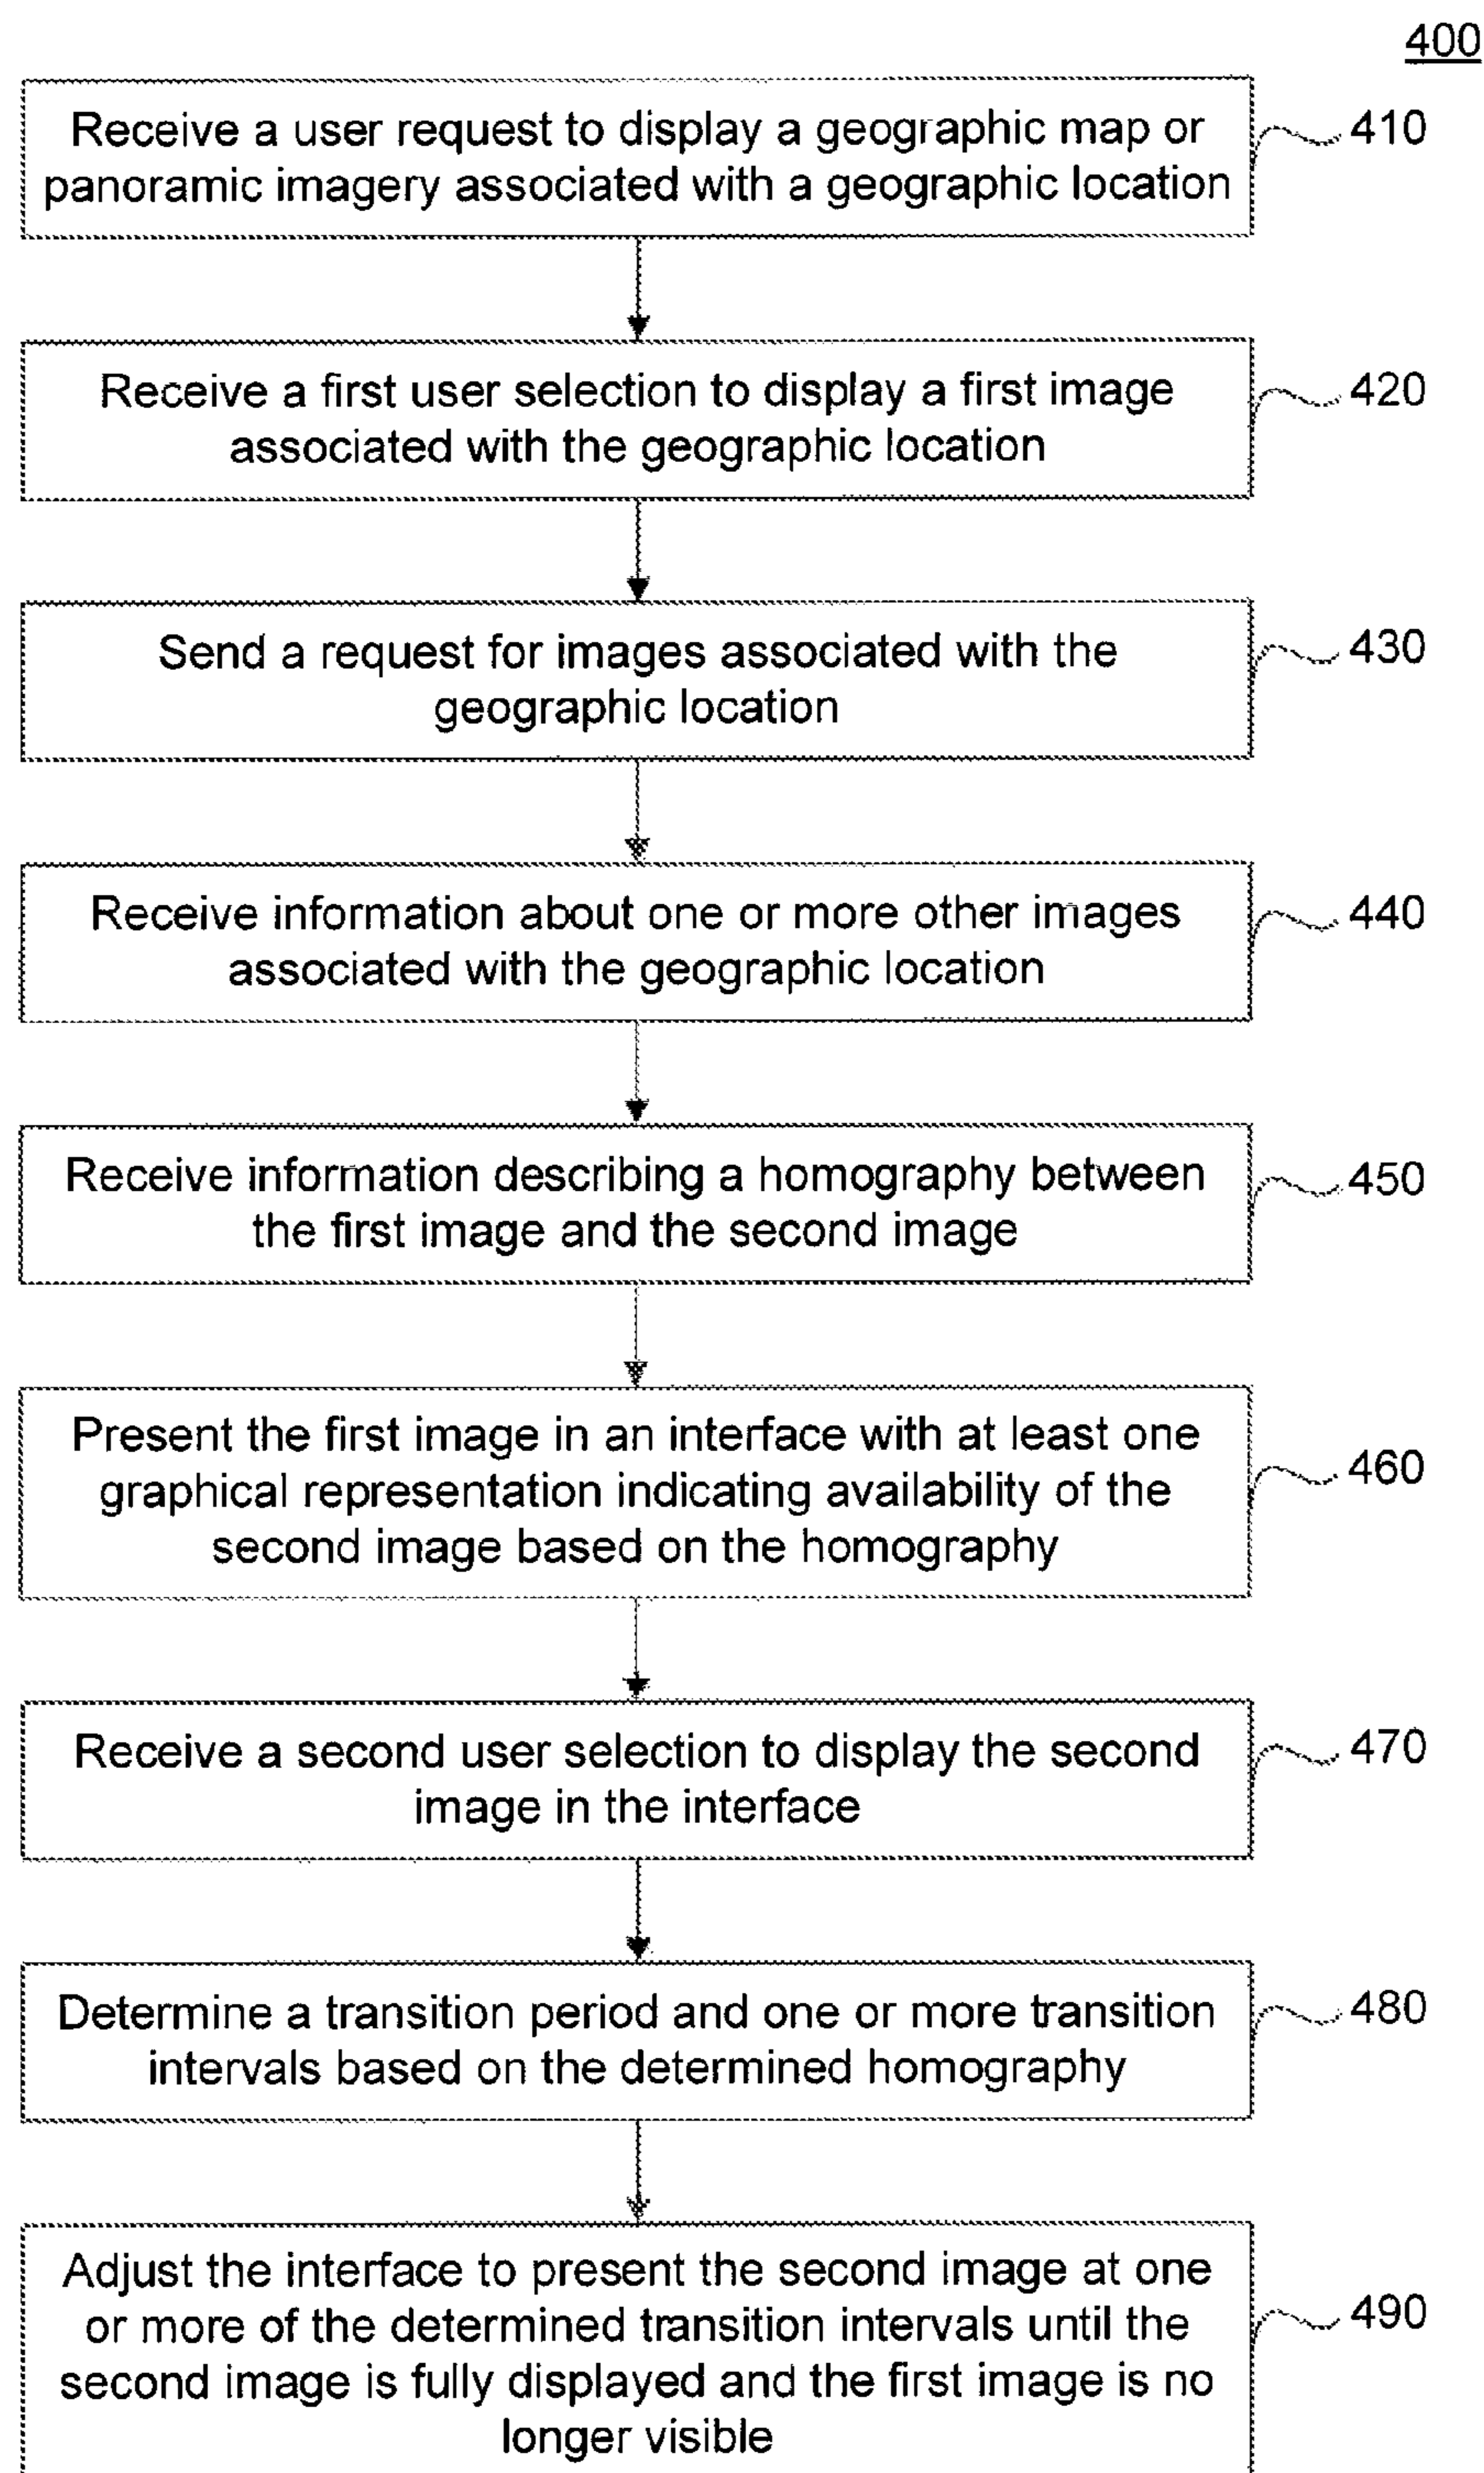 400
Receive a user request to display a geographic map or
panoramic imagery associated with a geographic location
410
Receive a first user selection to display a first image
associated with the geographic location
420
Send a request for images associated with the
geographic location
430
Receive information about one or more other images
associated with the geographic location
440
Receive information describing a homography between
the first image and the second image
450
Present the first image in an interface with at least one
graphical representation indicating availability of the
second image based on the homography
460
Receive a second user selection to display the second
image in the interface
470
Determine a transition period and one or more transition
intervals based on the determined homography
480
Adjust the interface to present the second image at one
or more of the determined transition intervals until the
second image is fully displayed and the first image is no
longer visible
490